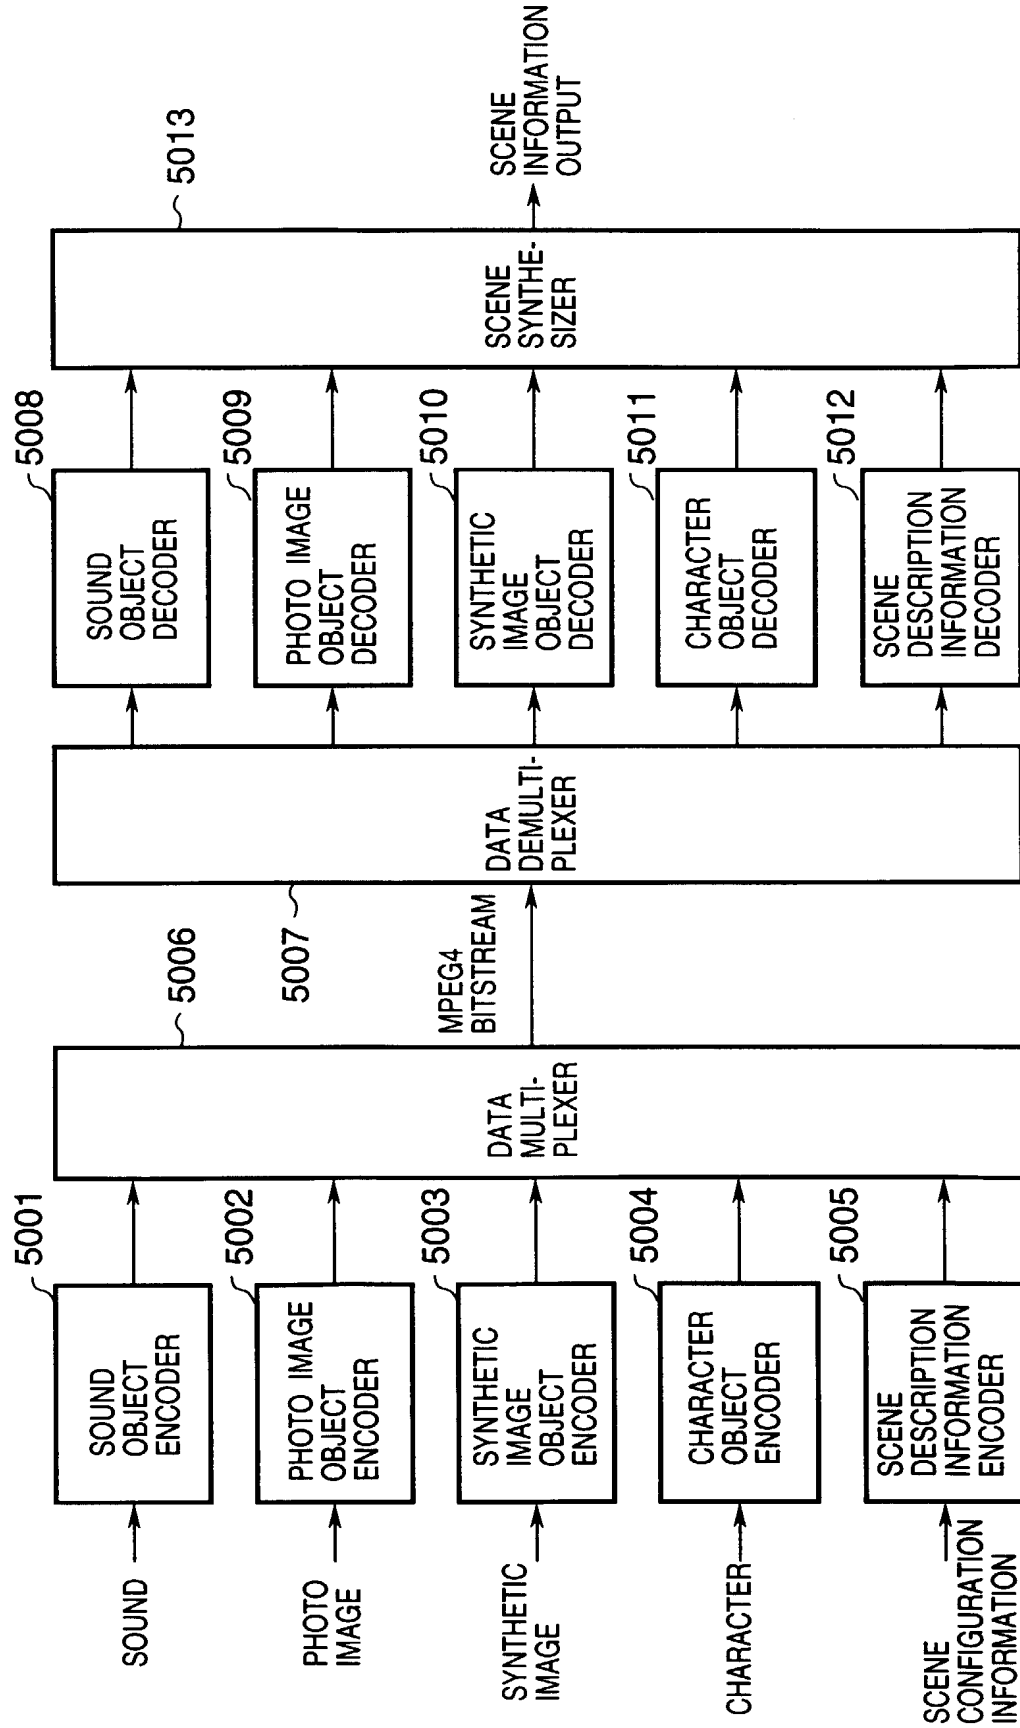 SOUND
PHOTO
IMAGE
SYNTHETIC
IMAGE
CHARACTER
SCENE
CONFIGURATION
INFORMATION
5001
SOUND
OBJECT
ENCODER
5002
PHOTO IMAGE
OBJECT
ENCODER
5003
SYNTHETIC
IMAGE
OBJECT
ENCODER
5004
CHARACTER
OBJECT
ENCODER
5005
SCENE
DESCRIPTION
INFORMATION
ENCODER
5006
DATA
MULTI-
PLEXER
MPEG4
BITSTREAM
5007
DATA
DEMULTI-
PLEXER
5008
SOUND
OBJECT
DECODER
5009
PHOTO IMAGE
OBJECT
DECODER
5010
SYNTHETIC
IMAGE
OBJECT
DECODER
5011
CHARACTER
OBJECT
DECODER
5012
SCENE
DESCRIPTION
INFORMATION
DECODER
5013
SCENE
SYNTHE-
SIZER
SCENE
INFORMATION
OUTPUT